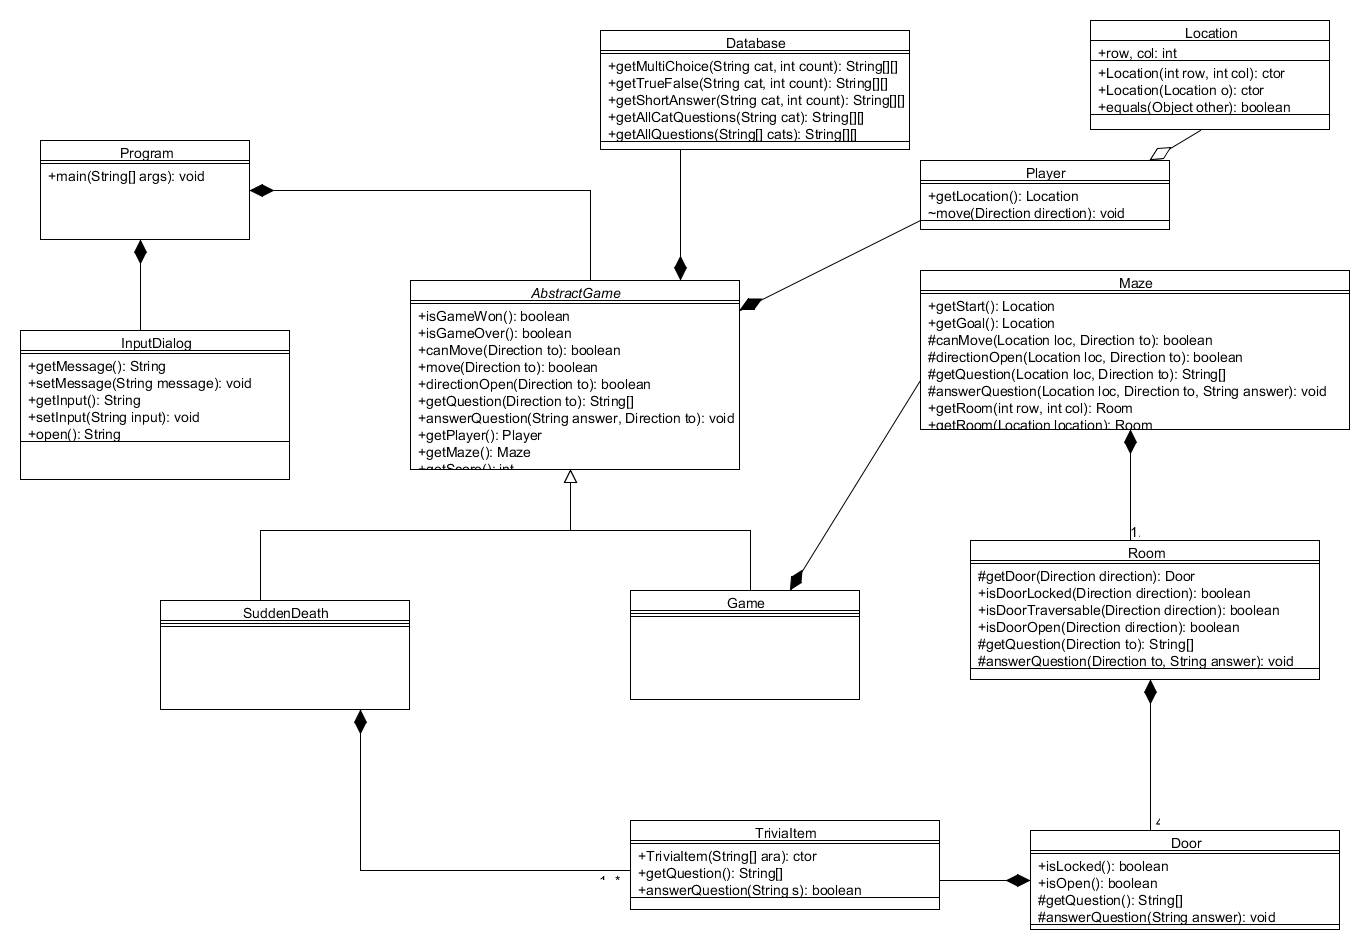 Database
+getMultiChoice(String cat, int count): String[][]
+getTrueFalse(String cat, int count): String[][]
+getShortAnswer(String cat, int count): String[][]
+getAllCatQuestions(String cat): String[][]
+getAllQuestions(String[] cats): String[][]
Location
+row, col: int
+Location(int row, int col): ctor
+Location(Location o): ctor
+equals(Object other): boolean
Program
+main(String[] args): void
Player
+getLocation(): Location
~move(Direction direction): void
AbstractGame
+isGameWon(): boolean
+isGameOver(): boolean
+canMove(Direction to): boolean
+move(Direction to): boolean
+directionOpen(Direction to): boolean
+getQuestion(Direction to): String[]
+answerQuestion(String answer, Direction to): void
+getPlayer(): Player
+getMaze(): Maze
+getScore(): int
Maze
+getStart(): Location
+getGoal(): Location
#canMove(Location loc, Direction to): boolean
#directionOpen(Location loc, Direction to): boolean
#getQuestion(Location loc, Direction to): String[]
#answerQuestion(Location loc, Direction to, String answer): void
+getRoom(int row, int col): Room
+getRoom(Location location): Room
InputDialog
+getMessage(): String
+setMessage(String message): void
+getInput(): String
+setInput(String input): void
+open(): String
1.
Room
#getDoor(Direction direction): Door
+isDoorLocked(Direction direction): boolean
+isDoorTraversable(Direction direction): boolean
+isDoorOpen(Direction direction): boolean
#getQuestion(Direction to): String[]
#answerQuestion(Direction to, String answer): void
SuddenDeath
Game
4
TriviaItem
+TriviaItem(String[] ara): ctor
+getQuestion(): String[]
+answerQuestion(String s): boolean
1 *
Door
+isLocked(): boolean
+isOpen(): boolean
#getQuestion(): String[]
#answerQuestion(String answer): void